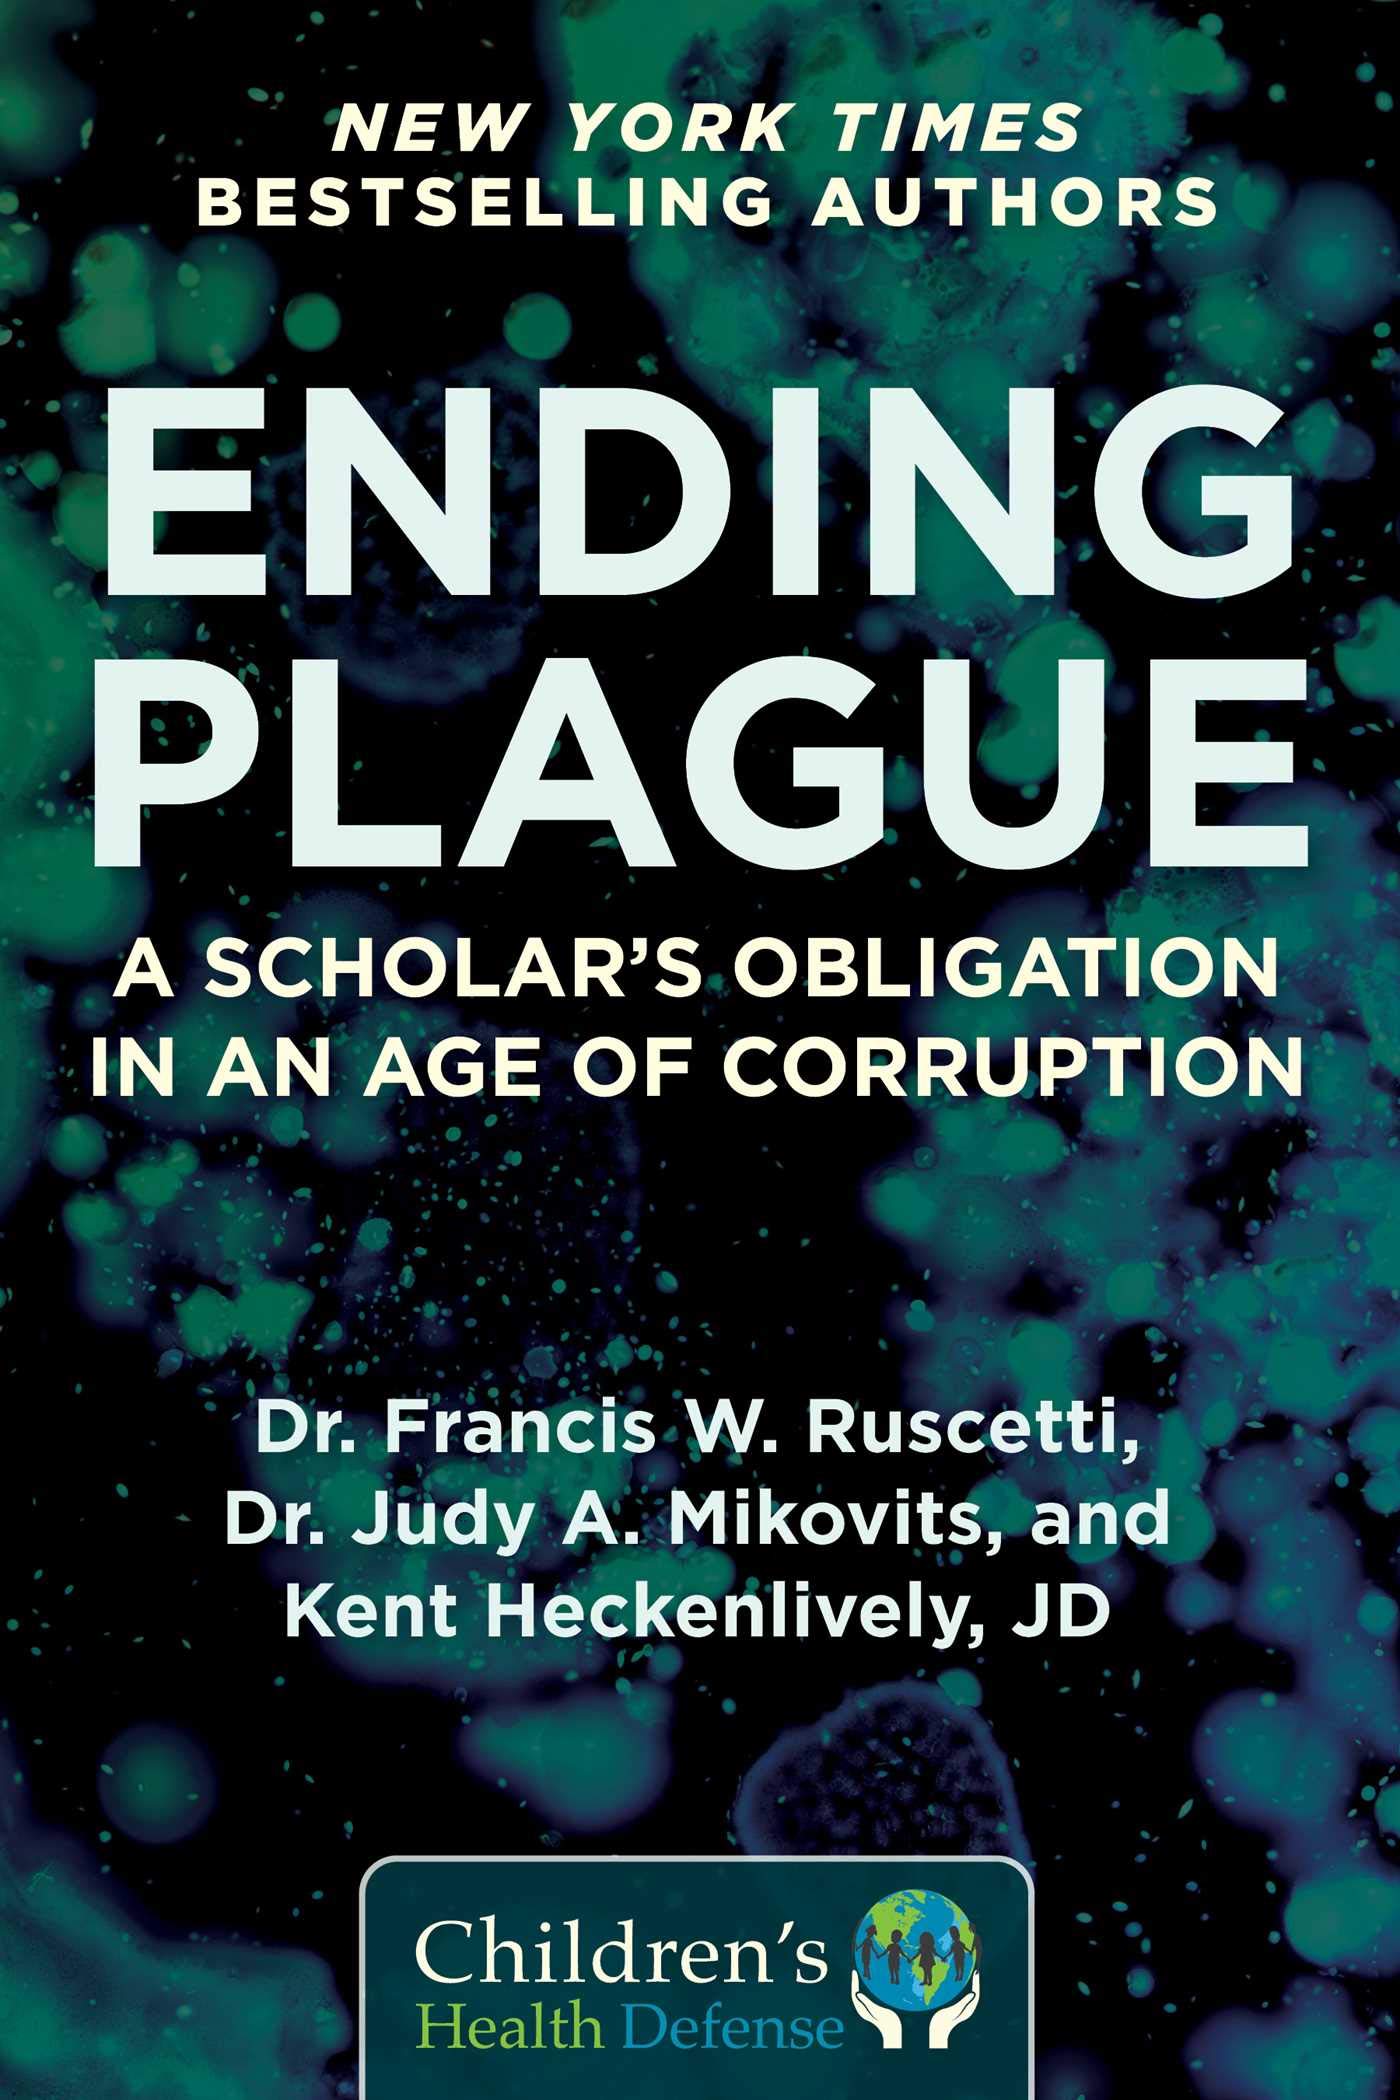 NEW YORK TIMES
BESTSELLING AUTHORS
ENDING
PLAGUE
A SCHOLAR'S OBLIGATION
IN AN AGE OF CORRUPTION
Dr. Francis W. Ruscetti,
Dr. Judy A. Mikovits, and
Kent Heckenlively, JD
Children's
Health Defense